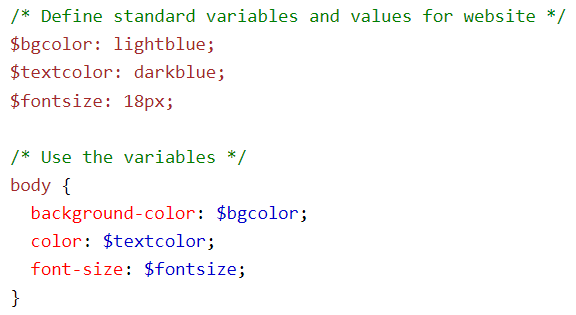 /* Define standard variables and values for website */
$bgcolor: lightblue;
$textcolor: darkblue;
$fontsize: 18px;
/* Use the variables */
body {
  background-color: $bgcolor;
  color: $textcolor;
  font-size: $fontsize;
}